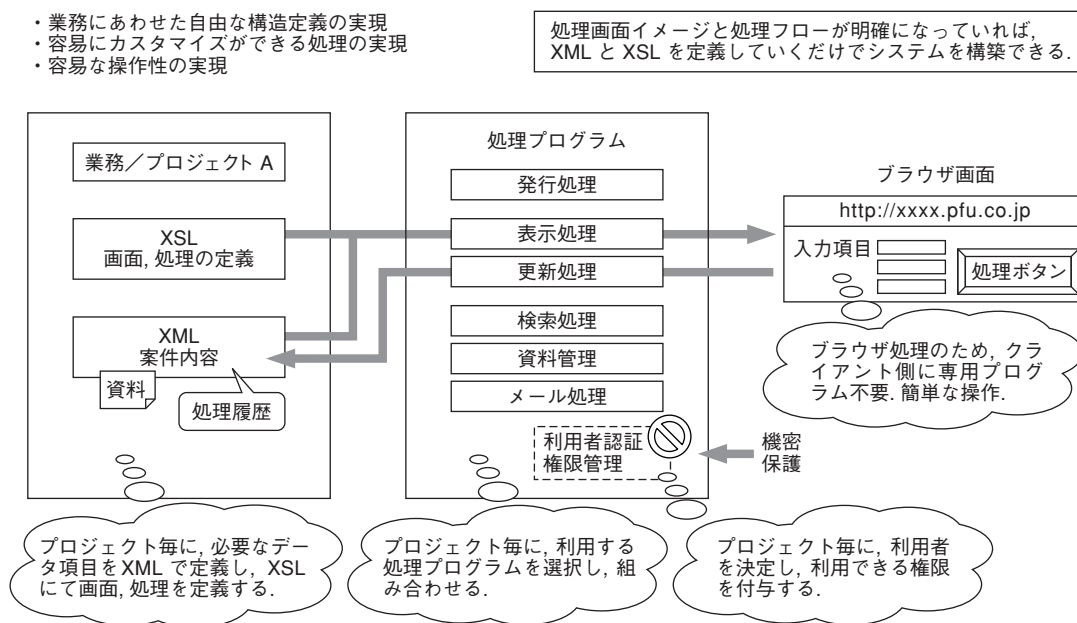 ・業務にあわせた自由な構造定義の実現
・容易にカスタマイズができる処理の実現
・容易な操作性の実現
処理画面イメージと処理フローが明確になっていれば,
XML と XSL を定義していくだけでシステムを構築できる.
業務／プロジェクト A
XSL
画面, 処理の定義
XML
案件内容
資料
処理履歴
処理プログラム
発行処理
表示処理
更新処理
検索処理
資料管理
メール処理
利用者認証
権限管理
機密
保護
ブラウザ画面
http://xxxx.pfu.co.jp
入力項目
処理ボタン
ブラウザ処理のため, クラ
イアント側に専用プログ
ラム不要. 簡単な操作.
プロジェクト毎に, 必要なデー
タ項目をXML で定義し, XSL
にて画面, 処理を定義する.
プロジェクト毎に, 利用する
処理プログラムを選択し, 組
み合わせる.
プロジェクト毎に, 利用者
を決定し, 利用できる権限
を付与する.